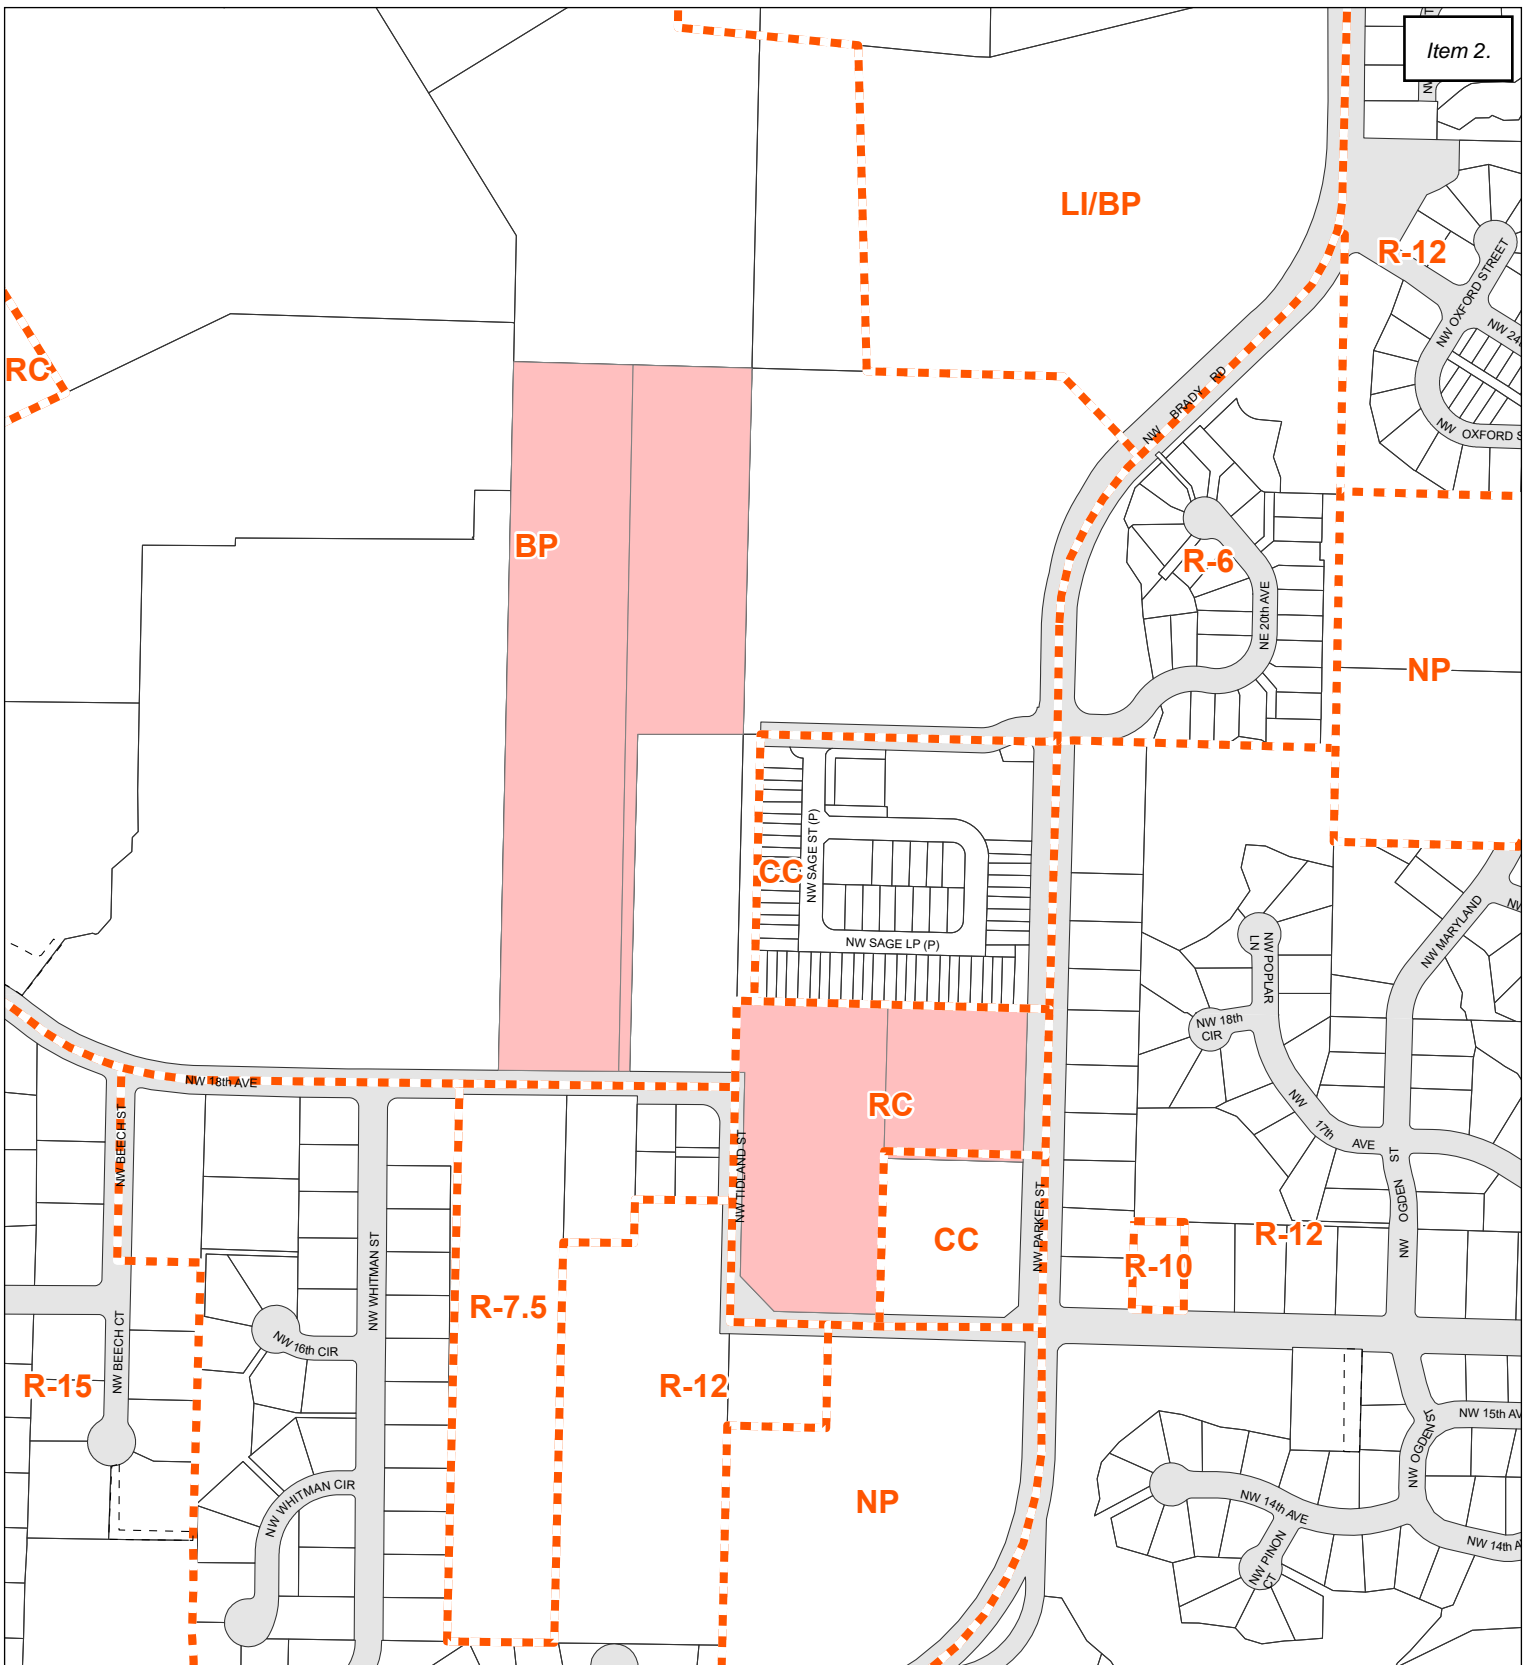 Item 2.
LI/BP
R-12
NW OXFORD STREET
NW 24
RC
NW BRADY RD
NW OXFORD S
BP
R-6
NE 20th AVE
NP
NW SAGE ST (P)
CC
NW SAGE LP (P)
NW MARYLAND
NW POPLAR
LN
NW 18th
CIR
NW 18th AVE
RC
NW 17th AVE
NW BEECH ST
NW TIDLAND ST
NW PARKER ST
NW OGDEN ST
CC
R-12
R-10
NW WHITMAN ST
R-7.5
NW 16th CIR
NW BEECH CT
R-15
R-12
NW 15th AV
NW OGDEN ST
NW WHITMAN CIR
NP
NW 14th AVE
NW 14th A
NW PINON
CT